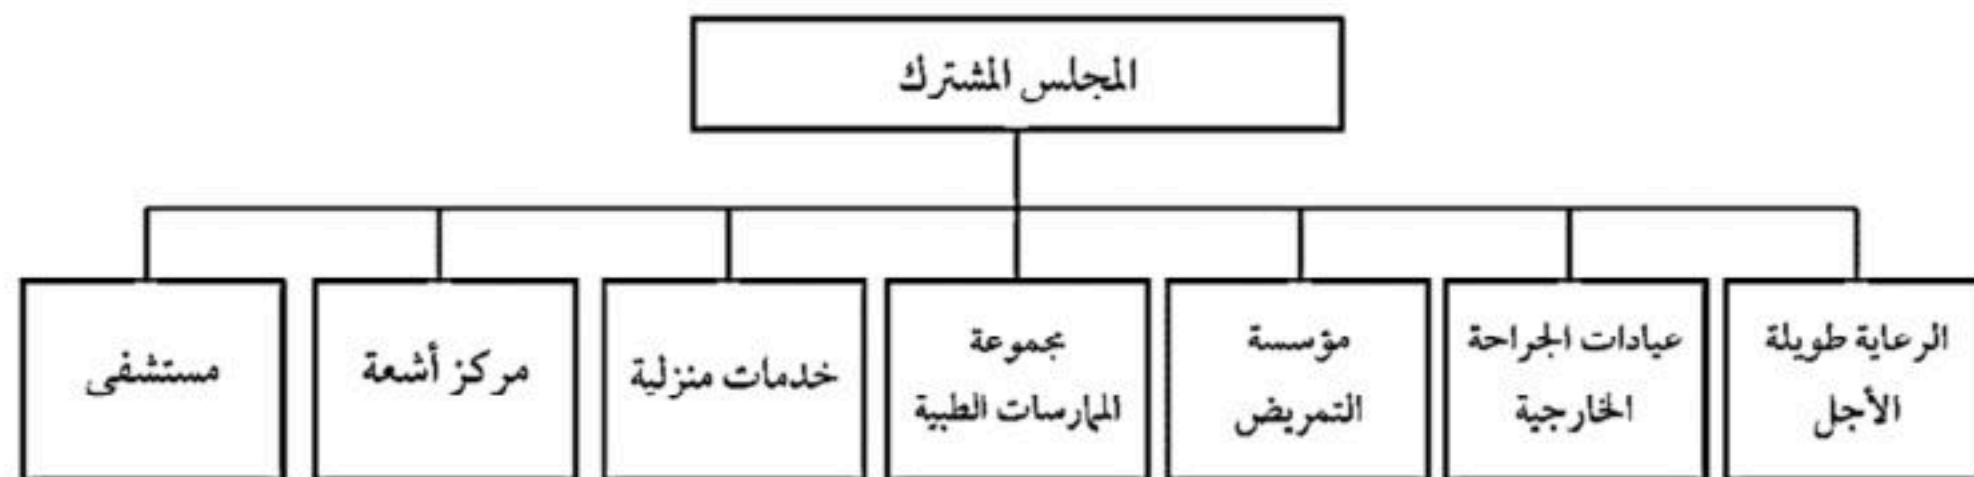 المجلس المشترك
الرعاية طويلة
الأجل
عيادات الجراحة
الخارجية
مؤسسة
التمريض
مجموعة
الممارسات الطبية
خدمات منزلية
مركز أشعة
مستشفى